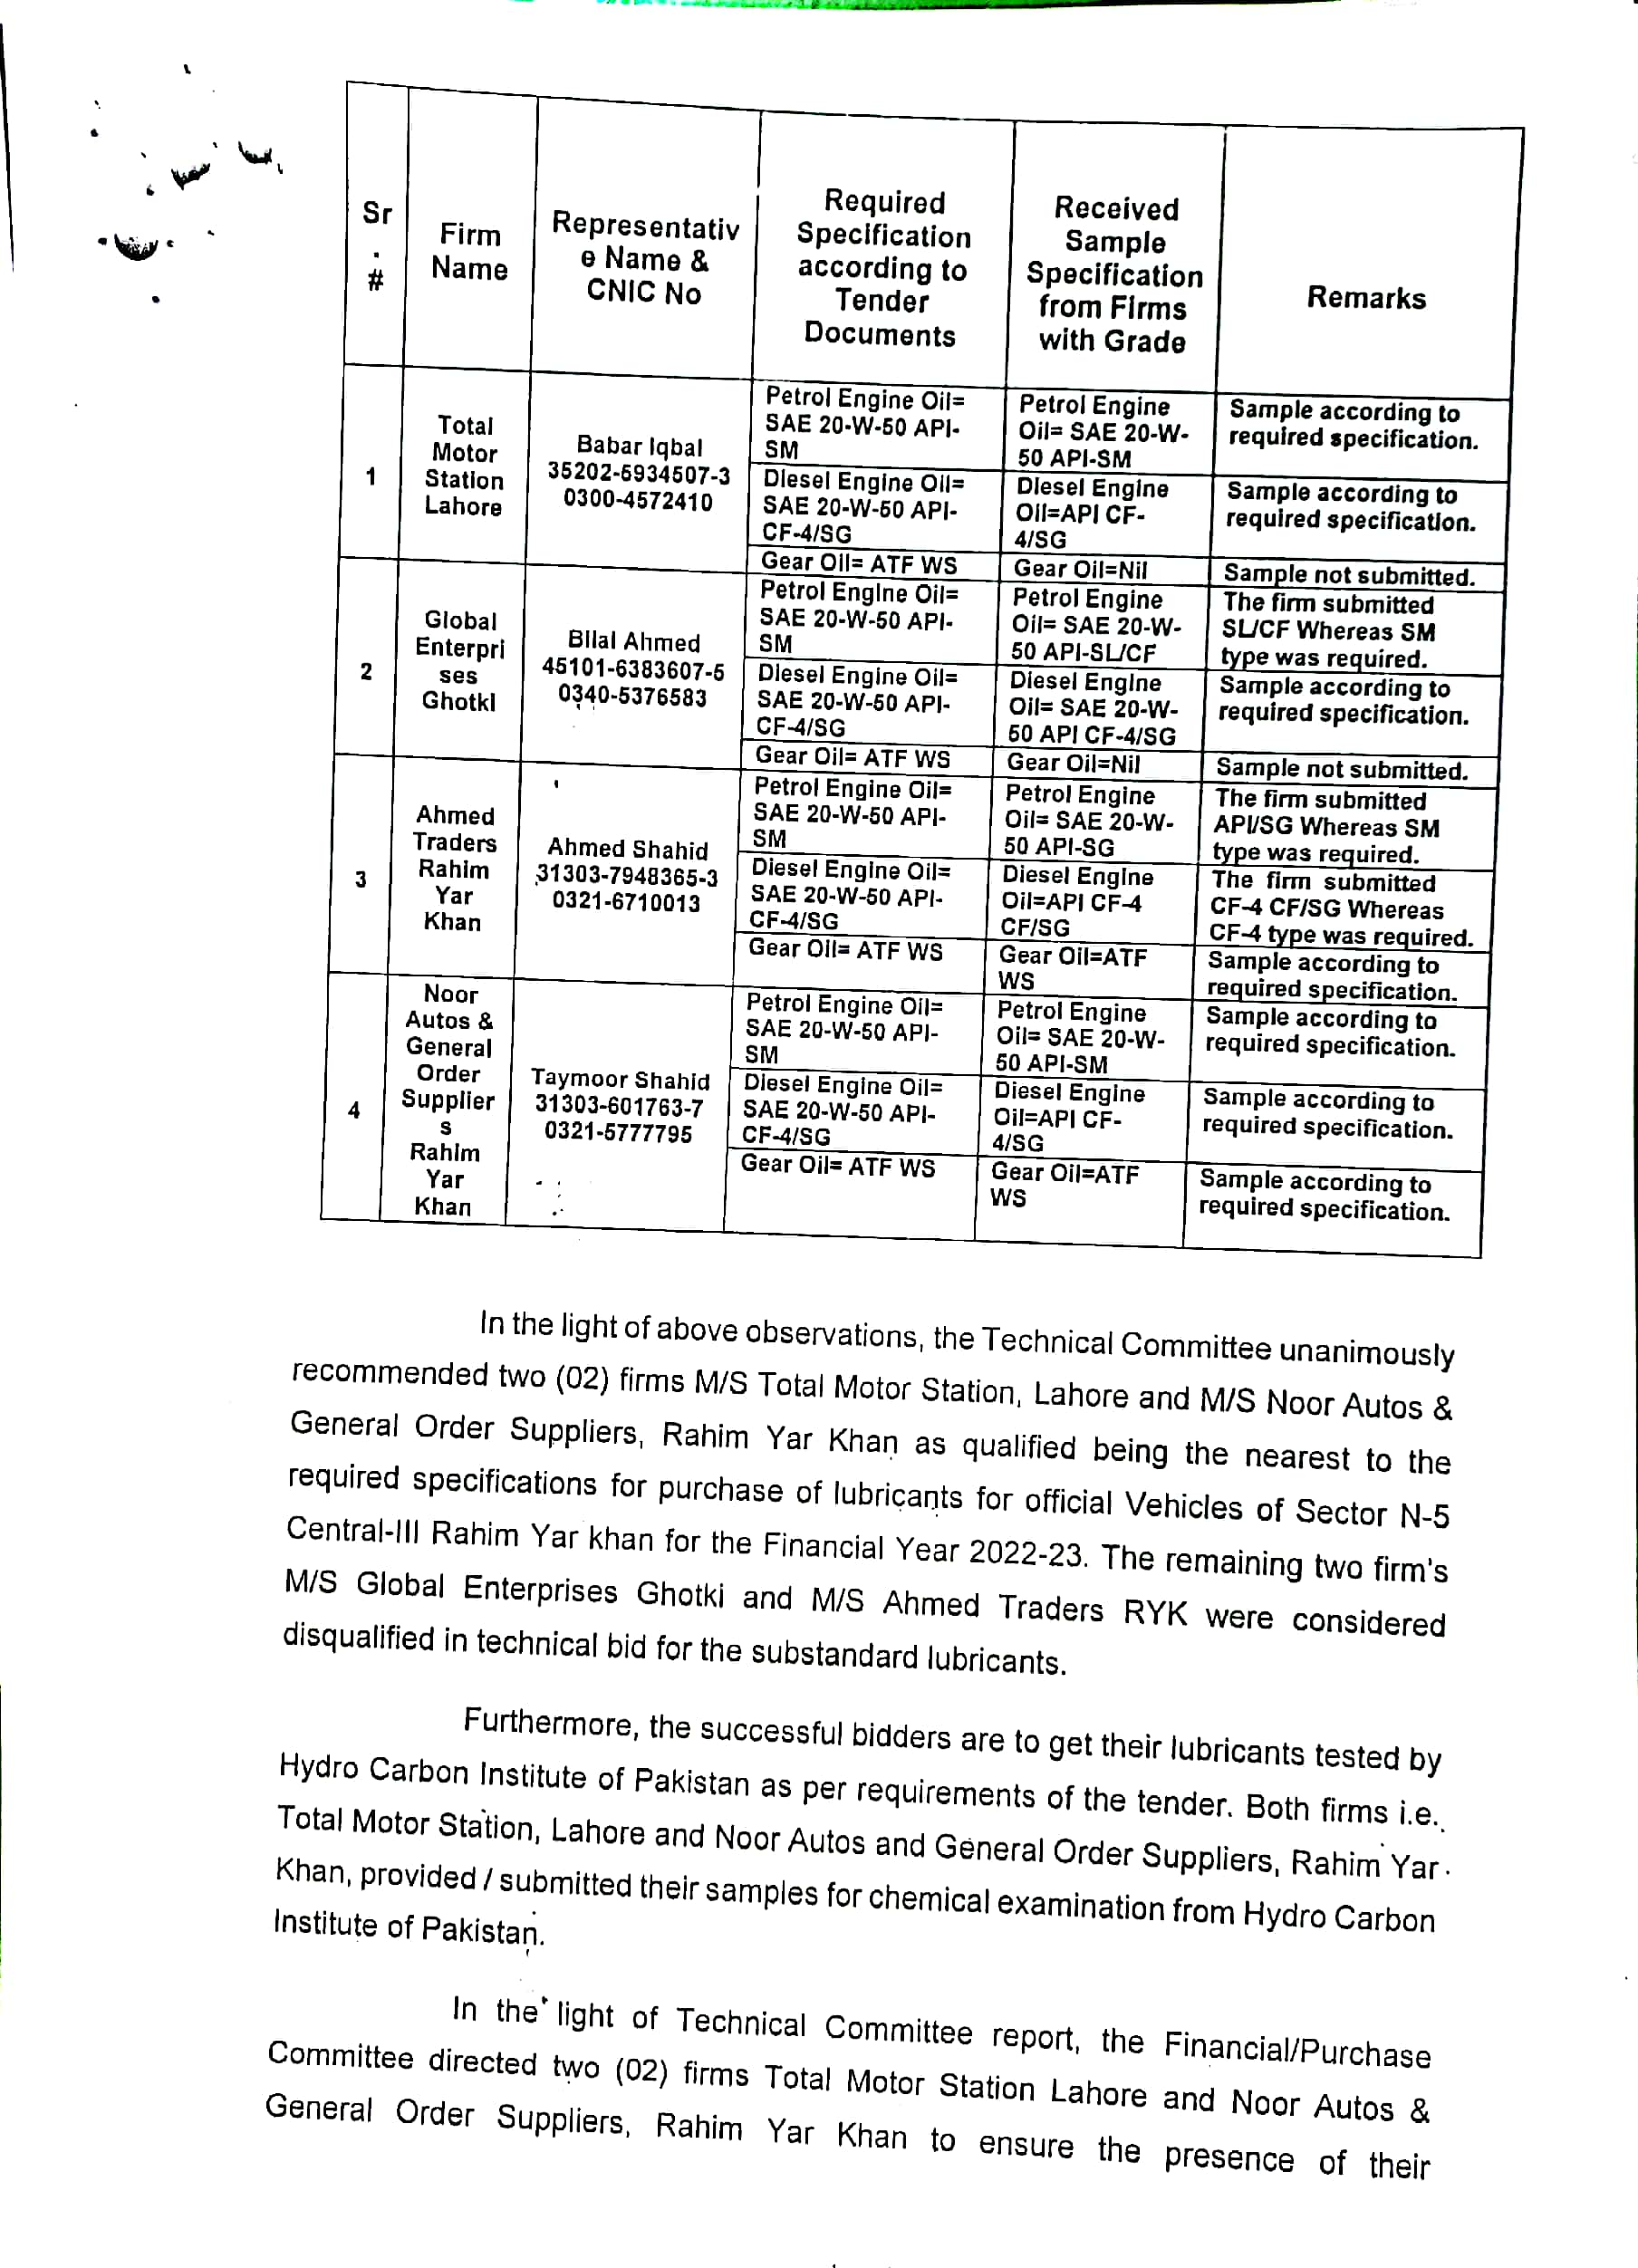 Sr
.
#
Firm
Name
Representativ
e Name &
CNIC No
Required
Specification
according to
Tender
Documents
Received
Sample
Specification
from Firms
with Grade
Remarks
1
Total
Motor
Station
Lahore
Babar Iqbal
35202-6934507-3
0300-4572410
Petrol Engine Oil=
SAE 20-W-50 API-
SM
Petrol Engine
Oil= SAE 20-W-
50 API-SM
Sample according to
required specification.
Diesel Engine Oil=
SAE 20-W-50 API-
CF-4/SG
Diesel Engine
Oil=API CF-
4/SG
Sample according to
required specification.
Gear Oil= ATF WS
Gear Oil=Nil
Sample not submitted.
2
Global
Enterpri
ses
Ghotki
Bilal Ahmed
45101-6383607-5
0340-5376583
Petrol Engine Oil=
SAE 20-W-50 API-
SM
Petrol Engine
Oil= SAE 20-W-
50 API-SL/CF
The firm submitted
SL/CF Whereas SM
type was required.
Diesel Engine Oil=
SAE 20-W-50 API-
CF-4/SG
Diesel Engine
Oil= SAE 20-W-
50 API CF-4/SG
Sample according to
required specification.
Gear Oil= ATF WS
Gear Oil=Nil
Sample not submitted.
3
Ahmed
Traders
Rahim
Yar
Khan
Ahmed Shahid
31303-7948365-3
0321-6710013
Petrol Engine Oil=
SAE 20-W-50 API-
SM
Petrol Engine
Oil= SAE 20-W-
50 API-SG
The firm submitted
API/SG Whereas SM
type was required.
Diesel Engine Oil=
SAE 20-W-50 API-
CF-4/SG
Diesel Engine
Oil=API CF-4
CF/SG
The firm submitted
CF-4 CF/SG Whereas
CF-4 type was required.
Gear Oil= ATF WS
Gear Oil=ATF
WS
Sample according to
required specification.
4
Noor
Autos &
General
Order
Supplier
s
Rahim
Yar
Khan
Taymoor Shahid
31303-601763-7
0321-5777795
Petrol Engine Oil=
SAE 20-W-50 API-
SM
Petrol Engine
Oil= SAE 20-W-
50 API-SM
Sample according to
required specification.
Diesel Engine Oil=
SAE 20-W-50 API-
CF-4/SG
Diesel Engine
Oil=API CF-
4/SG
Sample according to
required specification.
Gear Oil= ATF WS
Gear Oil=ATF
WS
Sample according to
required specification.
In the light of above observations, the Technical Committee unanimously
recommended two (02) firms M/S Total Motor Station, Lahore and M/S Noor Autos &
General Order Suppliers, Rahim Yar Khan as qualified being the nearest to the
required specifications for purchase of lubricants for official Vehicles of Sector N-5
Central-III Rahim Yar khan for the Financial Year 2022-23. The remaining two firm's
M/S Global Enterprises Ghotki and M/S Ahmed Traders RYK were considered
disqualified in technical bid for the substandard lubricants.
Furthermore, the successful bidders are to get their lubricants tested by
Hydro Carbon Institute of Pakistan as per requirements of the tender. Both firms i.e.
Total Motor Station, Lahore and Noor Autos and General Order Suppliers, Rahim Yar
Khan, provided / submitted their samples for chemical examination from Hydro Carbon
Institute of Pakistan.
In the light of Technical Committee report, the Financial/Purchase
Committee directed two (02) firms Total Motor Station Lahore and Noor Autos &
General Order Suppliers, Rahim Yar Khan to ensure the presence of their